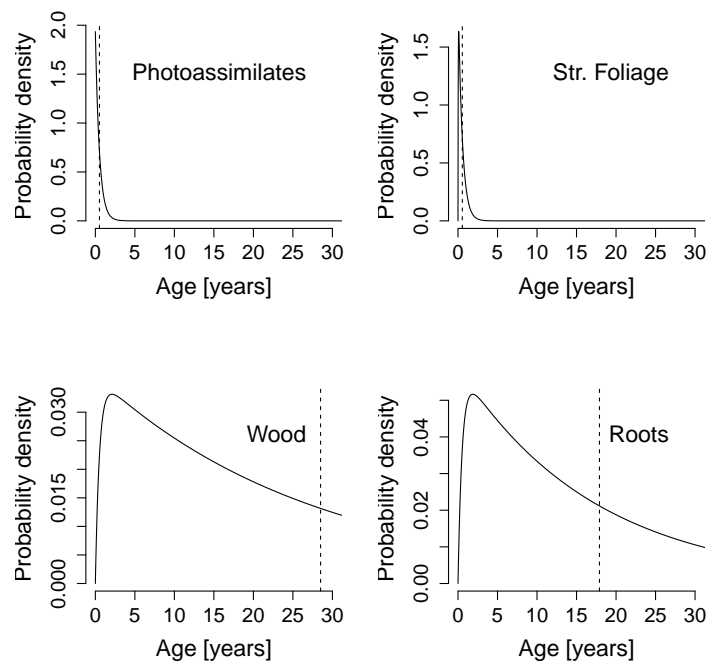 Probability density
0.0 0.5 1.0 1.5 2.0
Photoassimilates
0 5 10 15 20 25 30
Age [years]
Probability density
0.0 0.5 1.0 1.5
Str. Foliage
0 5 10 15 20 25 30
Age [years]
Probability density
0.000 0.015 0.030
Wood
0 5 10 15 20 25 30
Age [years]
Probability density
0.00 0.02 0.04
Roots
0 5 10 15 20 25 30
Age [years]